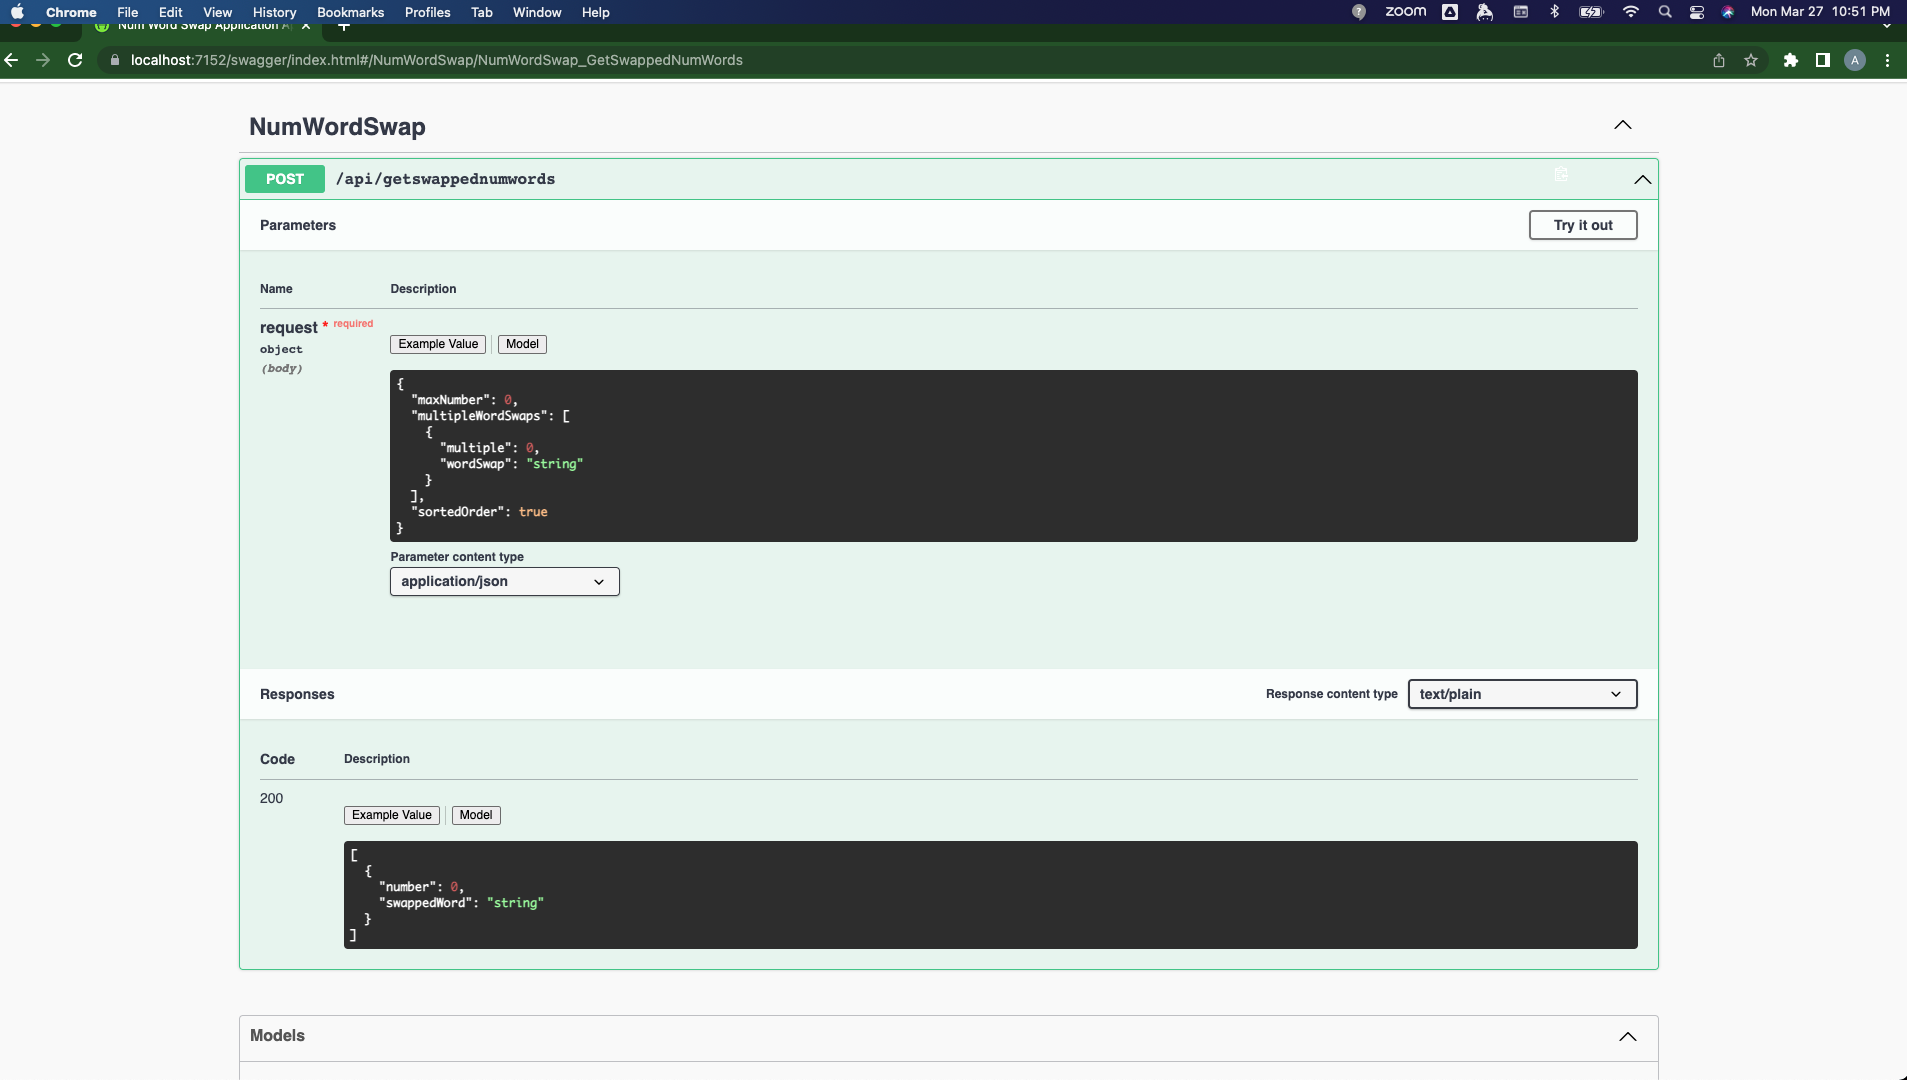 Chrome File Edit View History Bookmarks Profiles Tab Window Help zoom Mon Mar 27 10:51 PM
Num Word Swap Application A
localhost:7152/swagger/index.html#/NumWordSwap/NumWordSwap_GetSwappedNumWords A
NumWordSwap
POST /api/getswappednumwords
Parameters Try it out
Name Description
request * required
object
(body)
Example Value Model
{
"maxNumber": 0,
"multipleWordSwaps": [
{
"multiple": 0,
"wordSwap": "string"
}
],
"sortedOrder": true
}
Parameter content type
application/json
Responses Response content type text/plain
Code Description
200
Example Value Model
[
{
"number": 0,
"swappedWord": "string"
}
]
Models